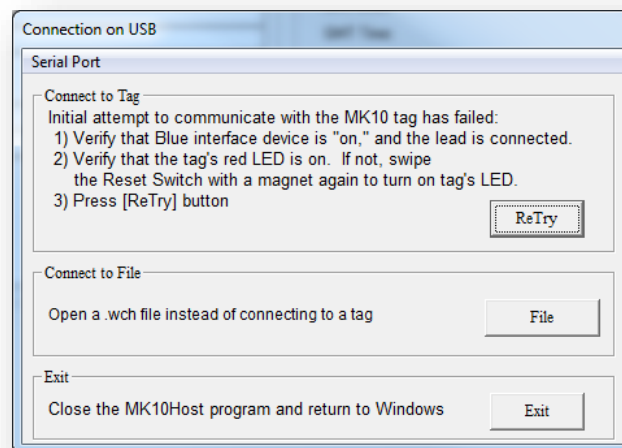 Connection on USB
Serial Port
Connect to Tag
Initial attempt to communicate with the MK10 tag has failed:
1) Verify that Blue interface device is "on," and the lead is connected.
2) Verify that the tag's red LED is on. If not, swipe
the Reset Switch with a magnet again to turn on tag's LED.
3) Press [ReTry] button
ReTry
Connect to File
Open a .wch file instead of connecting to a tag
File
Exit
Close the MK10Host program and return to Windows
Exit